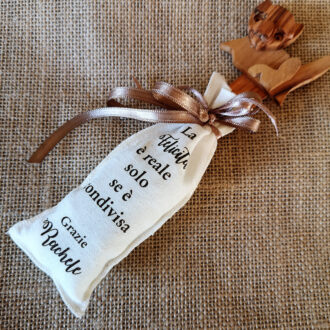 La
Felicità
è reale
solo
se è
condivisa
Grazie
Rachele